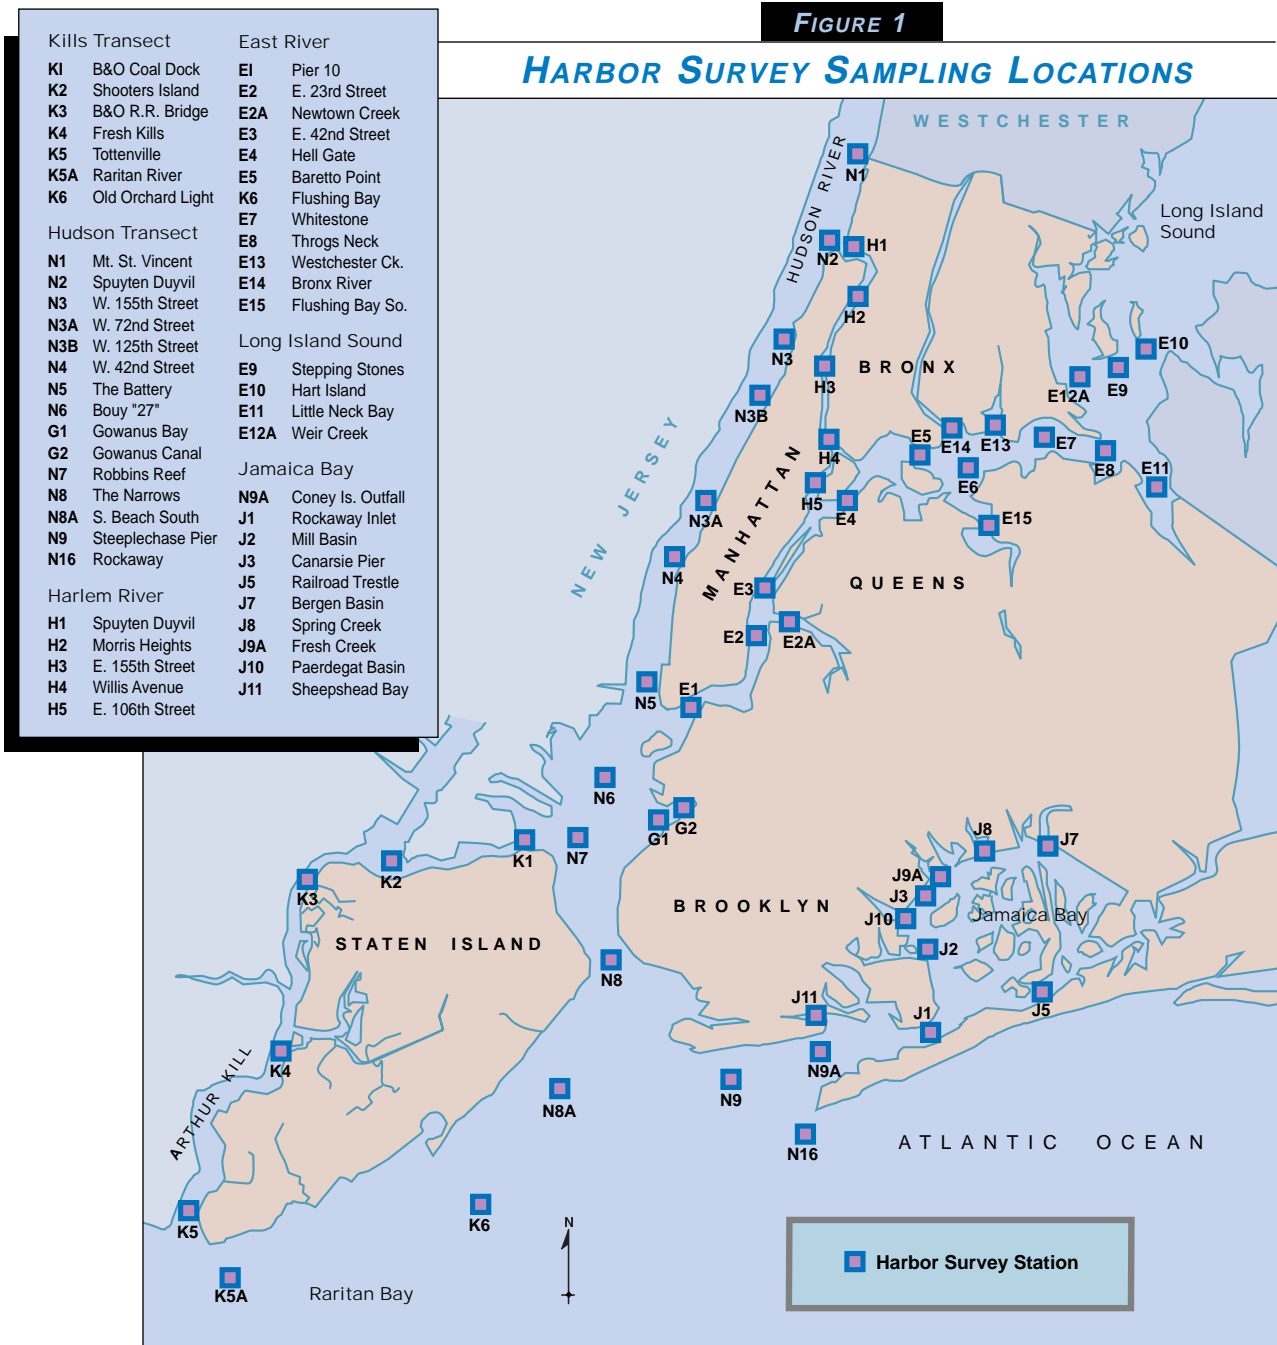 FIGURE 1
HARBOR SURVEY SAMPLING LOCATIONS
Kills Transect
KI B&O Coal Dock
K2 Shooters Island
K3 B&O R.R. Bridge
K4 Fresh Kills
K5 Tottenville
K5A Raritan River
K6 Old Orchard Light
Hudson Transect
N1 Mt. St. Vincent
N2 Spuyten Duyvil
N3 W. 155th Street
N3A W. 72nd Street
N3B W. 125th Street
N4 W. 42nd Street
N5 The Battery
N6 Bouy "27"
G1 Gowanus Bay
G2 Gowanus Canal
N7 Robbins Reef
N8 The Narrows
N8A S. Beach South
N9 Steeplechase Pier
N16 Rockaway
Harlem River
H1 Spuyten Duyvil
H2 Morris Heights
H3 E. 155th Street
H4 Willis Avenue
H5 E. 106th Street
East River
EI Pier 10
E2 E. 23rd Street
E2A Newtown Creek
E3 E. 42nd Street
E4 Hell Gate
E5 Baretto Point
K6 Flushing Bay
E7 Whitestone
E8 Throgs Neck
E13 Westchester Ck.
E14 Bronx River
E15 Flushing Bay So.
Long Island Sound
E9 Stepping Stones
E10 Hart Island
E11 Little Neck Bay
E12A Weir Creek
Jamaica Bay
N9A Coney Is. Outfall
J1 Rockaway Inlet
J2 Mill Basin
J3 Canarsie Pier
J5 Railroad Trestle
J7 Bergen Basin
J8 Spring Creek
J9A Fresh Creek
J10 Paerdegat Basin
J11 Sheepshead Bay
WESTCHESTER
HUDSON RIVER
N1
Long Island
Sound
N2
H1
H2
N3
E10
H3
BRONX
E9
E12A
N3B
NEW JERSEY
E5
E14
E13
E7
H4
E8
MANHATTAN
E6
E11
H5
E4
N3A
E15
N4
E3
QUEENS
E2
E2A
N5
E1
N6
G2
G1
K1
N7
J8
J7
K2
K3
J9A
J3
BROOKLYN
J10
Jamaica Bay
STATEN ISLAND
J2
N8
J11
J1
J5
ARTHUR KILL
K4
N9A
N9
N8A
N16
ATLANTIC OCEAN
K5
K6
N
Harbor Survey Station
K5A
Raritan Bay